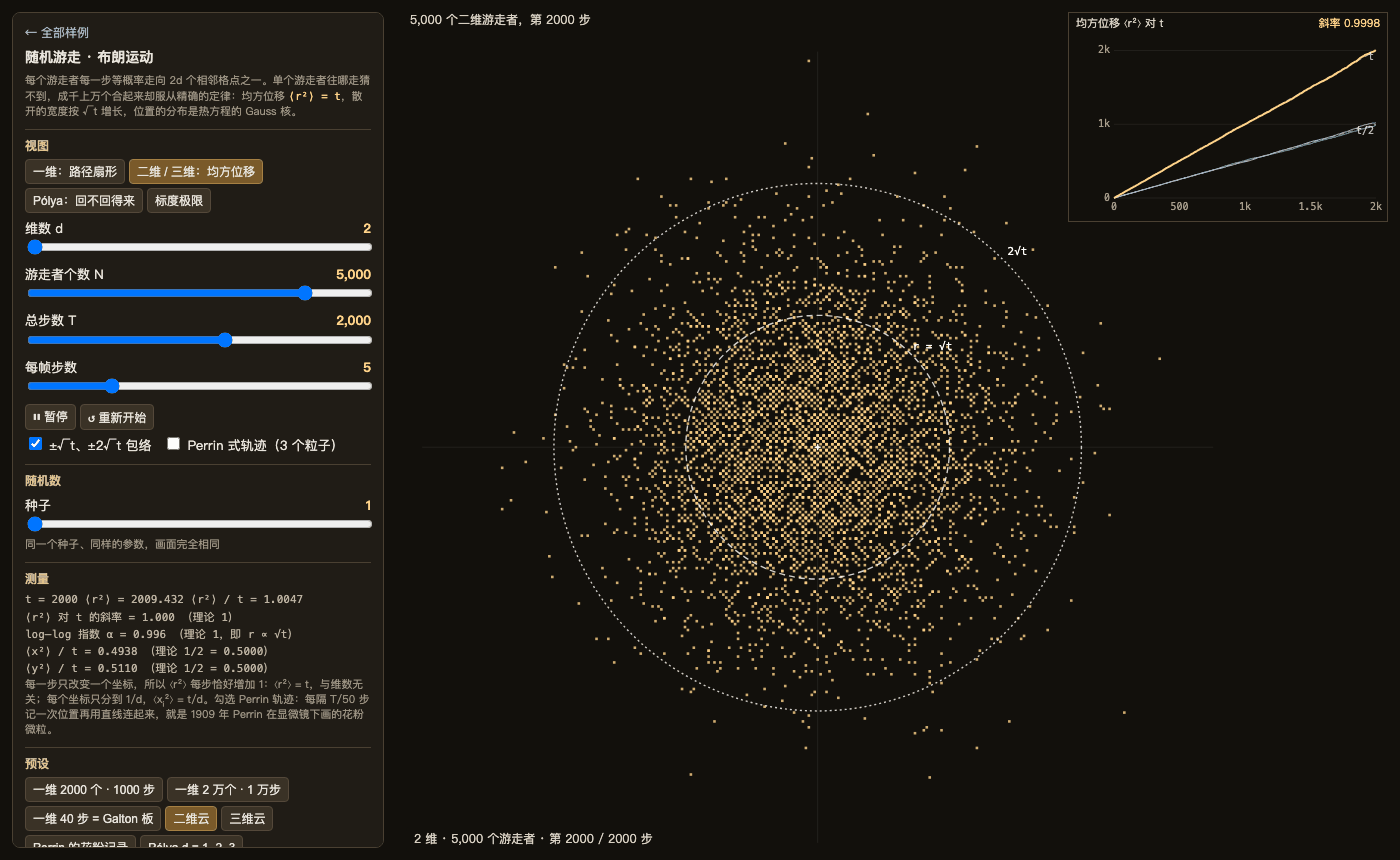 ← 全部样例
随机游走 · 布朗运动
每个游走者每一步等概率走向 2d 个相邻格点之一。单个游走者往哪走猜
不到，成千上万个合起来却服从精确的定律：均方位移 ⟨r²⟩ = t，散
开的宽度按 √t 增长，位置的分布是热方程的 Gauss 核。
视图
一维：路径扇形
二维 / 三维：均方位移
Pólya：回不回得来
标度极限
维数 d
2
游走者个数 N
5,000
总步数 T
2,000
每帧步数
5
⏸ 暂停
↺ 重新开始
±√t、±2√t 包络
Perrin 式轨迹（3 个粒子）
随机数
种子
1
同一个种子、同样的参数，画面完全相同
测量
t = 2000 ⟨r²⟩ = 2009.432 ⟨r²⟩ / t = 1.0047
⟨r²⟩ 对 t 的斜率 = 1.000 （理论 1）
log–log 指数 α = 0.996 （理论 1，即 r ∝ √t）
⟨x²⟩ / t = 0.4938 （理论 1/2 = 0.5000）
⟨y²⟩ / t = 0.5110 （理论 1/2 = 0.5000）
每一步只改变一个坐标，所以 ⟨r²⟩ 每步恰好增加 1：⟨r²⟩ = t，与维数无
关；每个坐标只分到 1/d，⟨xᵢ²⟩ = t/d。勾选 Perrin 轨迹：每隔 T/50 步
记一次位置再用直线连起来，就是 1909 年 Perrin 在显微镜下画的花粉
微粒。
预设
一维 2000 个 · 1000 步
一维 2 万个 · 1 万步
一维 40 步 = Galton 板
二维云
三维云
Perrin 的花粉记录
Pólya d = 1, 2, 3
5,000 个二维游走者，第 2000 步
2√t
r = √t
2 维 · 5,000 个游走者 · 第 2000 / 2000 步
均方位移 ⟨r²⟩ 对 t
斜率 0.9998
2k
t
1k
t/2
0
0
500
1k
1.5k
2k